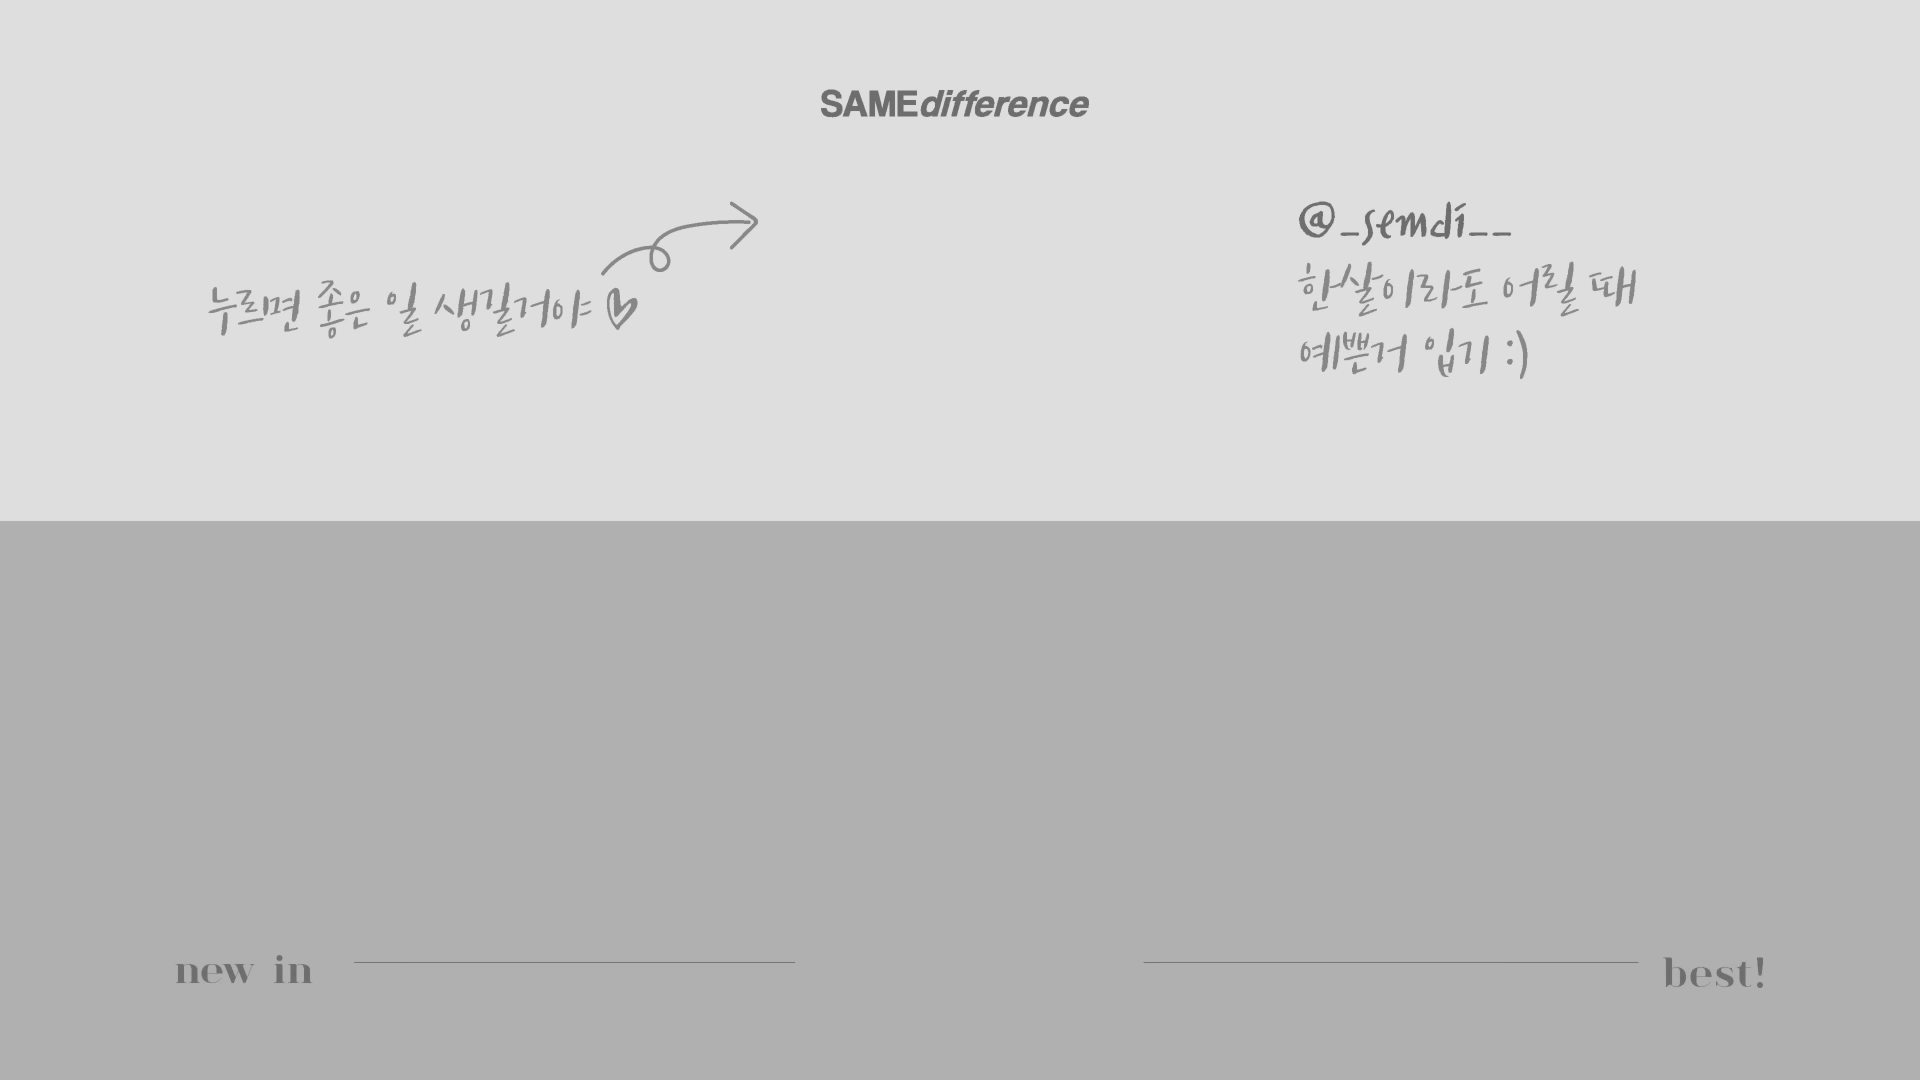 SAMEdifference
누르면 좋은 일 생길거야 ♡
@_semdi__
한살이라도 어릴 때
예쁜거 입기 :)
new in
best!